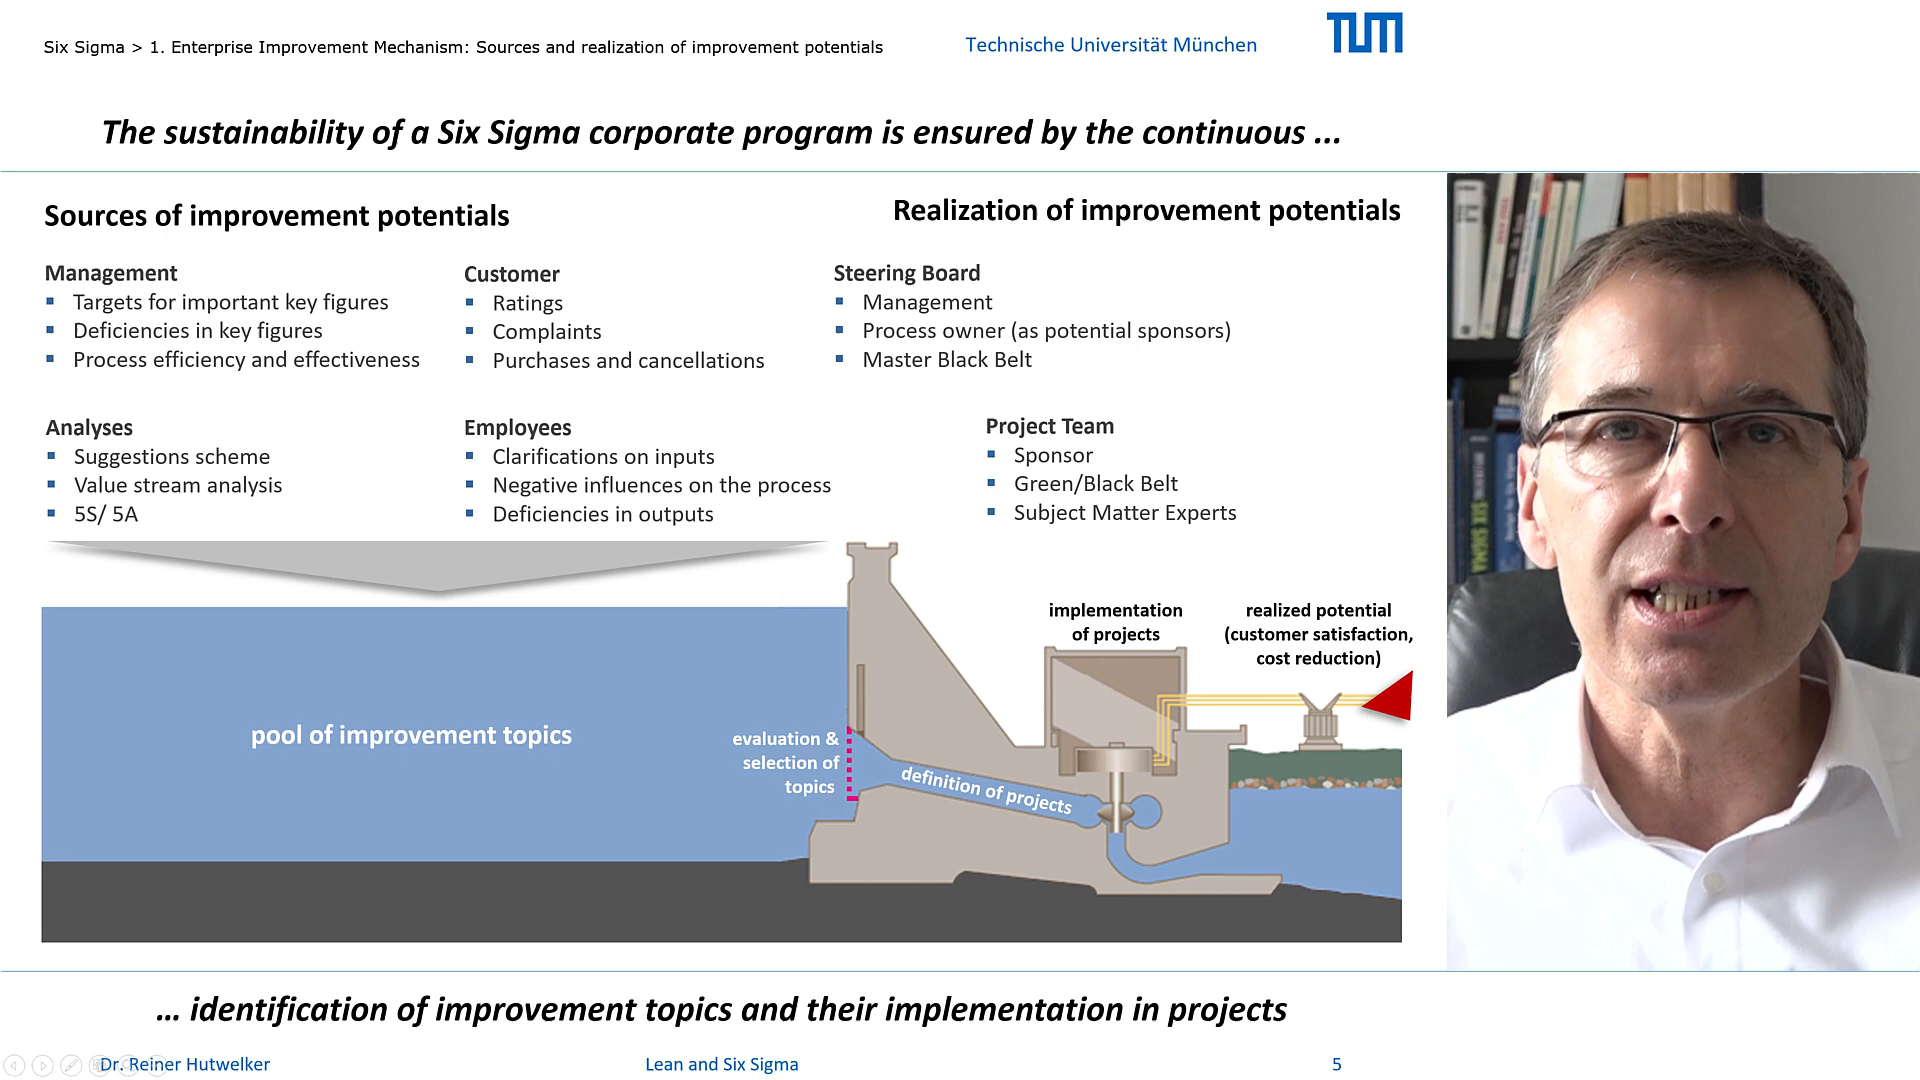 Six Sigma > 1. Enterprise Improvement Mechanism: Sources and realization of improvement potentials
Technische Universität München
TUM
The sustainability of a Six Sigma corporate program is ensured by the continuous ...
Sources of improvement potentials
Realization of improvement potentials
Management
Targets for important key figures
Deficiencies in key figures
Process efficiency and effectiveness
Customer
Ratings
Complaints
Purchases and cancellations
Steering Board
Management
Process owner (as potential sponsors)
Master Black Belt
Analyses
Suggestions scheme
Value stream analysis
5S/ 5A
Employees
Clarifications on inputs
Negative influences on the process
Deficiencies in outputs
Project Team
Sponsor
Green/Black Belt
Subject Matter Experts
implementation
of projects
realized potential
(customer satisfaction,
cost reduction)
pool of improvement topics
evaluation &
selection of
topics
definition of projects
SIX SIGMA
... identification of improvement topics and their implementation in projects
Dr. Reiner Hutwelker
Lean and Six Sigma
5